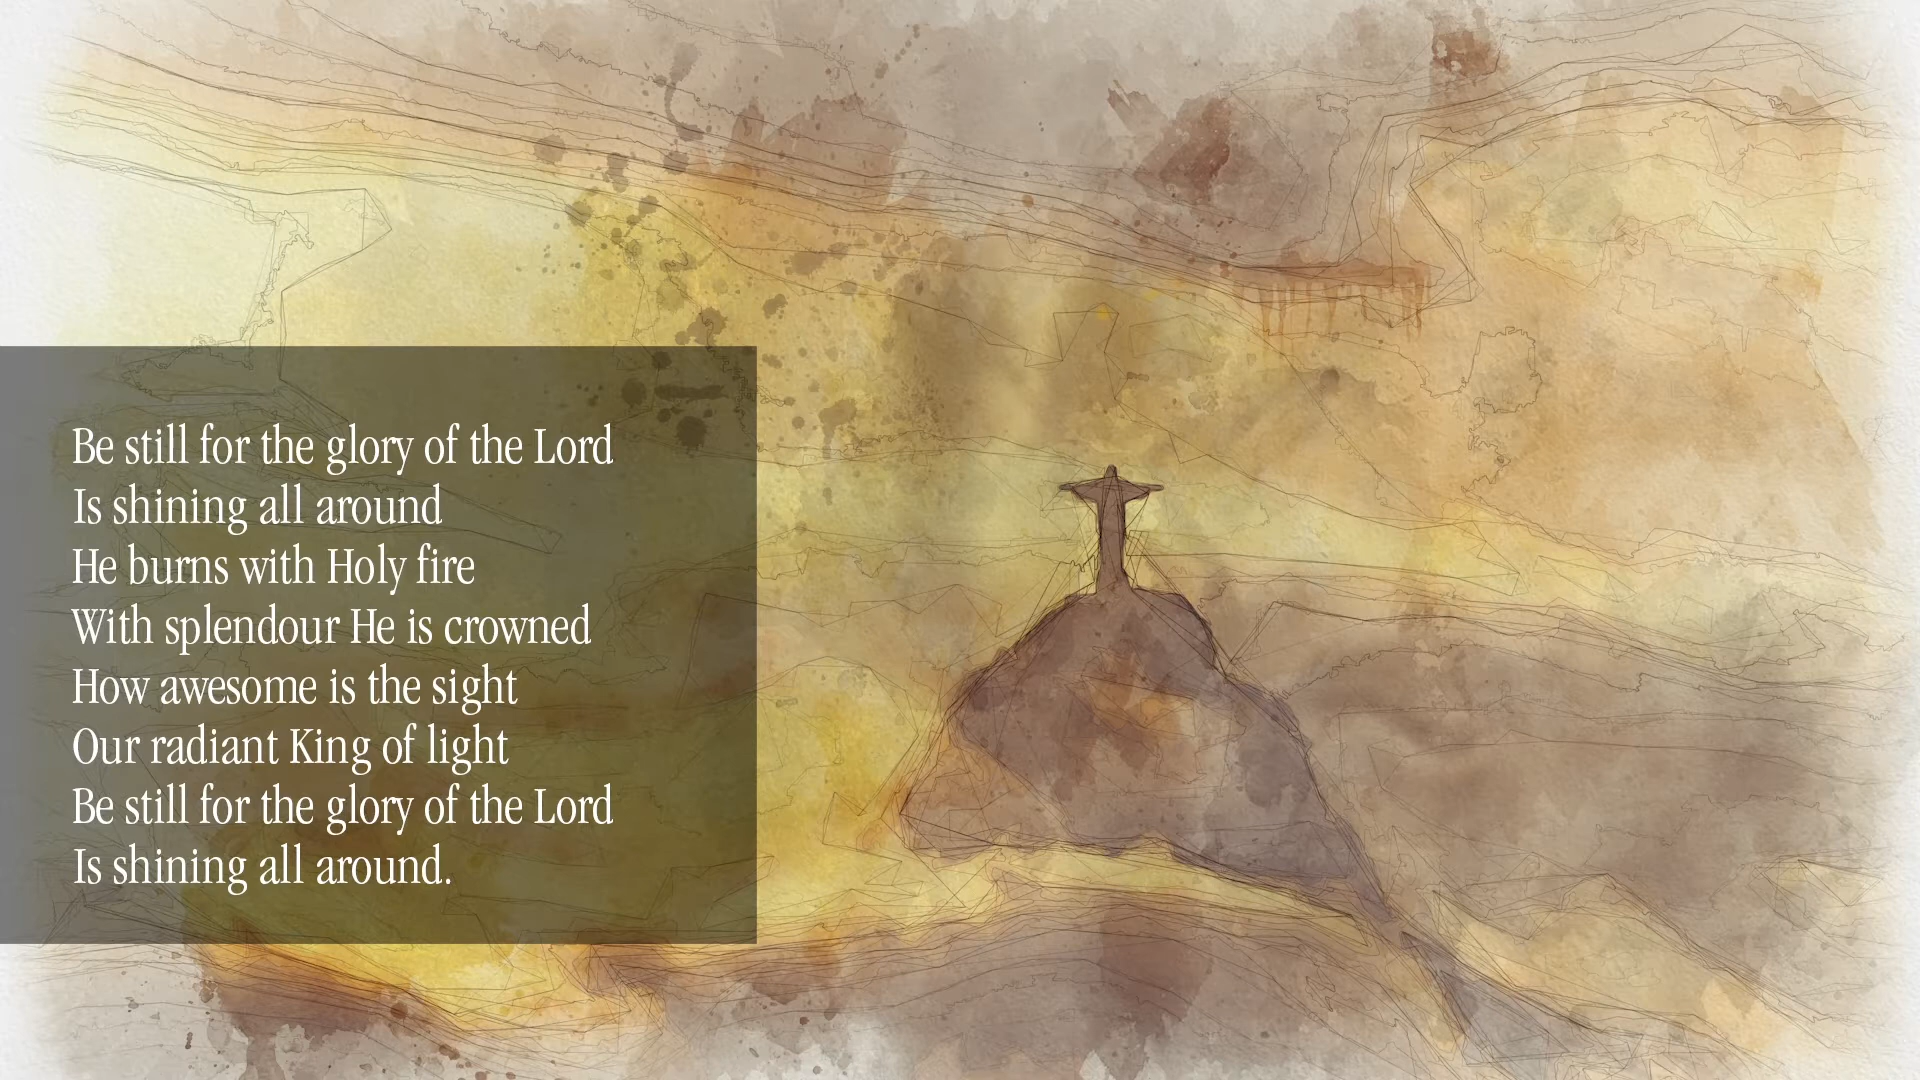 Be still for the glory of the Lord
Is shining all around
He burns with Holy fire
With splendour He is crowned
How awesome is the sight
Our radiant King of light
Be still for the glory of the Lord
Is shining all around.